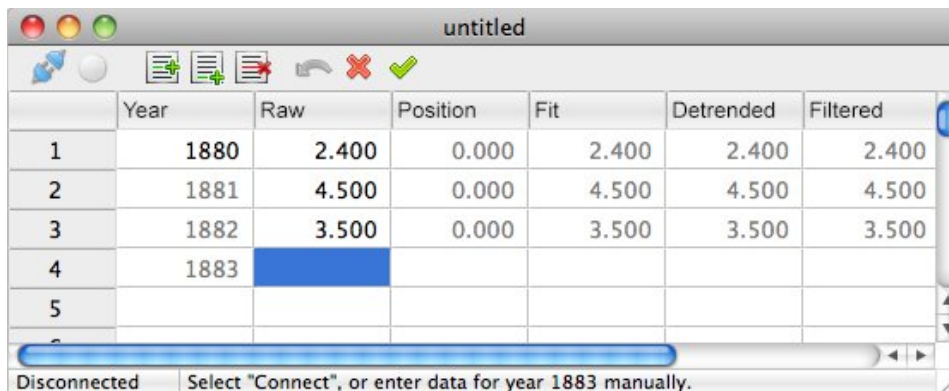 untitled
Year Raw Position Fit Detrended Filtered
1 1880 2.400 0.000 2.400 2.400 2.400
2 1881 4.500 0.000 4.500 4.500 4.500
3 1882 3.500 0.000 3.500 3.500 3.500
4 1883
5
Disconnected Select "Connect", or enter data for year 1883 manually.